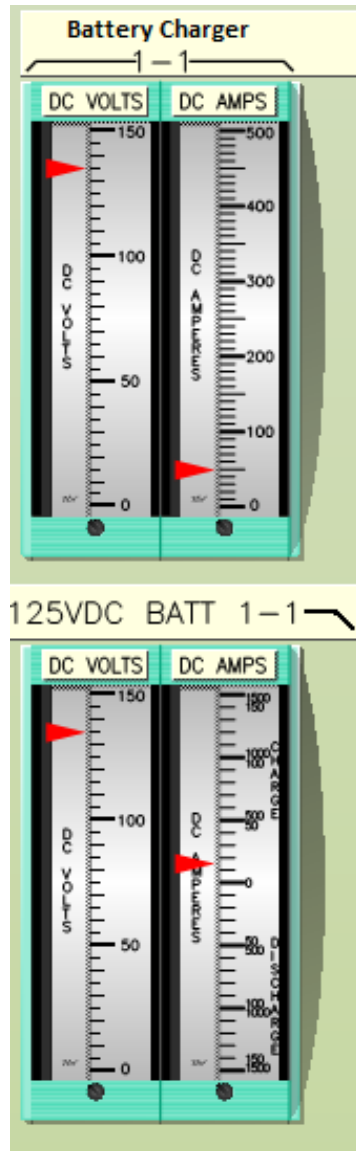 Battery Charger
1-1
DC VOLTS
DC AMPS
150
100
50
0
DC VOLTS
500
400
300
200
100
0
DC AMPERES
125VDC BATT 1-1
DC VOLTS
DC AMPS
150
100
50
0
DC VOLTS
1500
150
1000
100
500
50
0
50
500
100
1000
150
1500
DC AMPERES
CHARGE
DISCHARGE